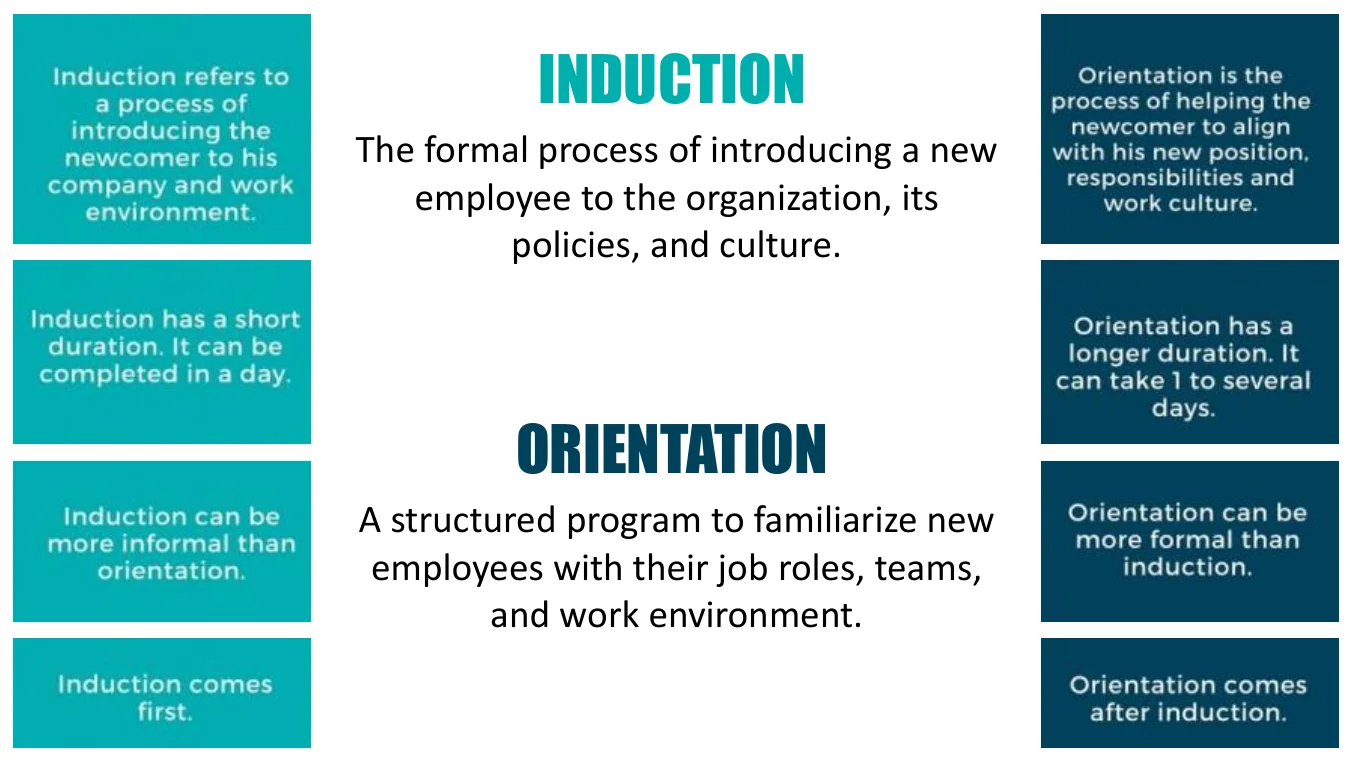 Induction refers to
a process of
introducing the
newcomer to his
company and work
environment.
Induction has a short
duration. It can be
completed in a day.
Induction can be
more informal than
orientation.
Induction comes
first.
INDUCTION
The formal process of introducing a new
employee to the organization, its
policies, and culture.
ORIENTATION
A structured program to familiarize new
employees with their job roles, teams,
and work environment.
Orientation is the
process of helping the
newcomer to align
with his new position,
responsibilities and
work culture.
Orientation has a
longer duration. It
can take 1 to several
days.
Orientation can be
more formal than
induction.
Orientation comes
after induction.